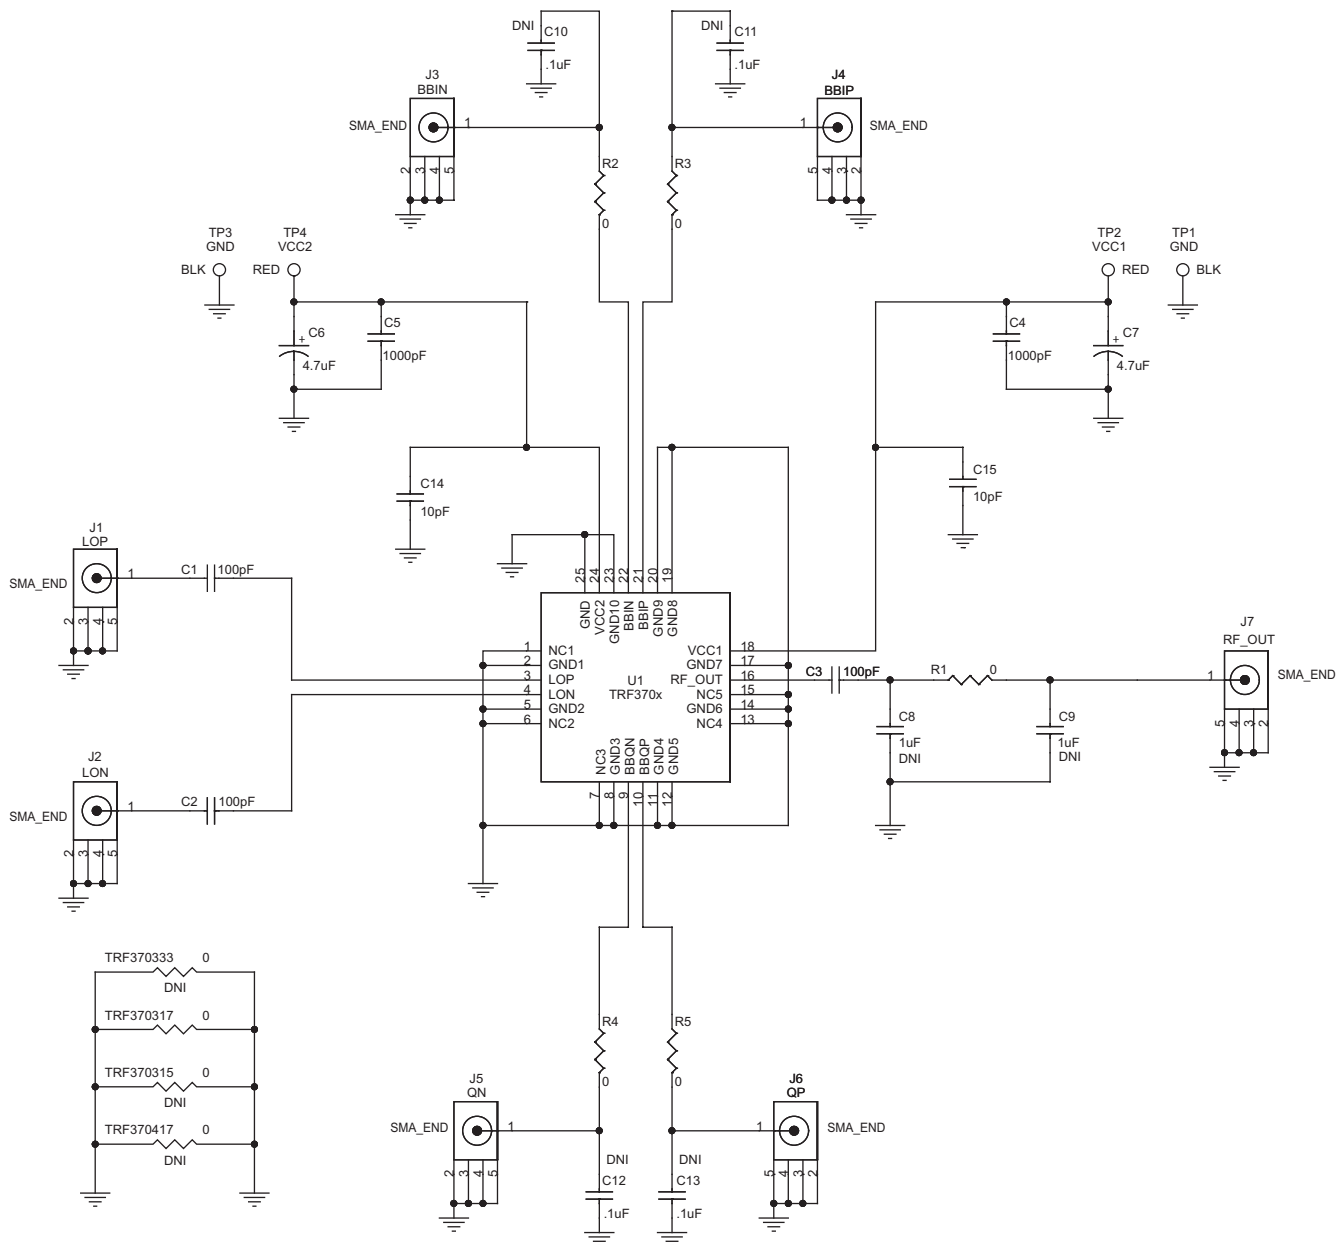 DNI
C10
.1uF
DNI
C11
.1uF
J3
BBIN
SMA_END
1
2
3
4
5
J4
BBIP
1
SMA_END
5
4
3
2
R2
0
R3
0
TP3
GND
BLK
TP4
VCC2
RED
TP2
VCC1
RED
TP1
GND
BLK
+
C6
4.7uF
C5
1000pF
C4
1000pF
+
C7
4.7uF
C14
10pF
C15
10pF
J1
LOP
SMA_END
1
2
3
4
5
C1
100pF
25
24
23
22
21
20
19
GND
VCC2
GND10
BBIN
BBIP
GND9
GND8
1
NC1
2
GND1
3
LOP
4
LON
5
GND2
6
NC2
U1
TRF370x
VCC1
18
GND7
17
RF_OUT
16
NC5
15
GND6
14
NC4
13
NC3
GND3
BBQN
BBQP
GND4
GND5
7
8
9
10
11
12
C3
100pF
R1
0
C8
1uF
DNI
C9
1uF
DNI
J7
RF_OUT
1
SMA_END
5
4
3
2
J2
LON
SMA_END
1
2
3
4
5
C2
100pF
TRF370333
0
DNI
TRF370317
0
TRF370315
0
DNI
TRF370417
0
DNI
R4
0
R5
0
J5
QN
SMA_END
1
2
3
4
5
J6
QP
1
SMA_END
5
4
3
2
DNI
C12
.1uF
DNI
C13
.1uF